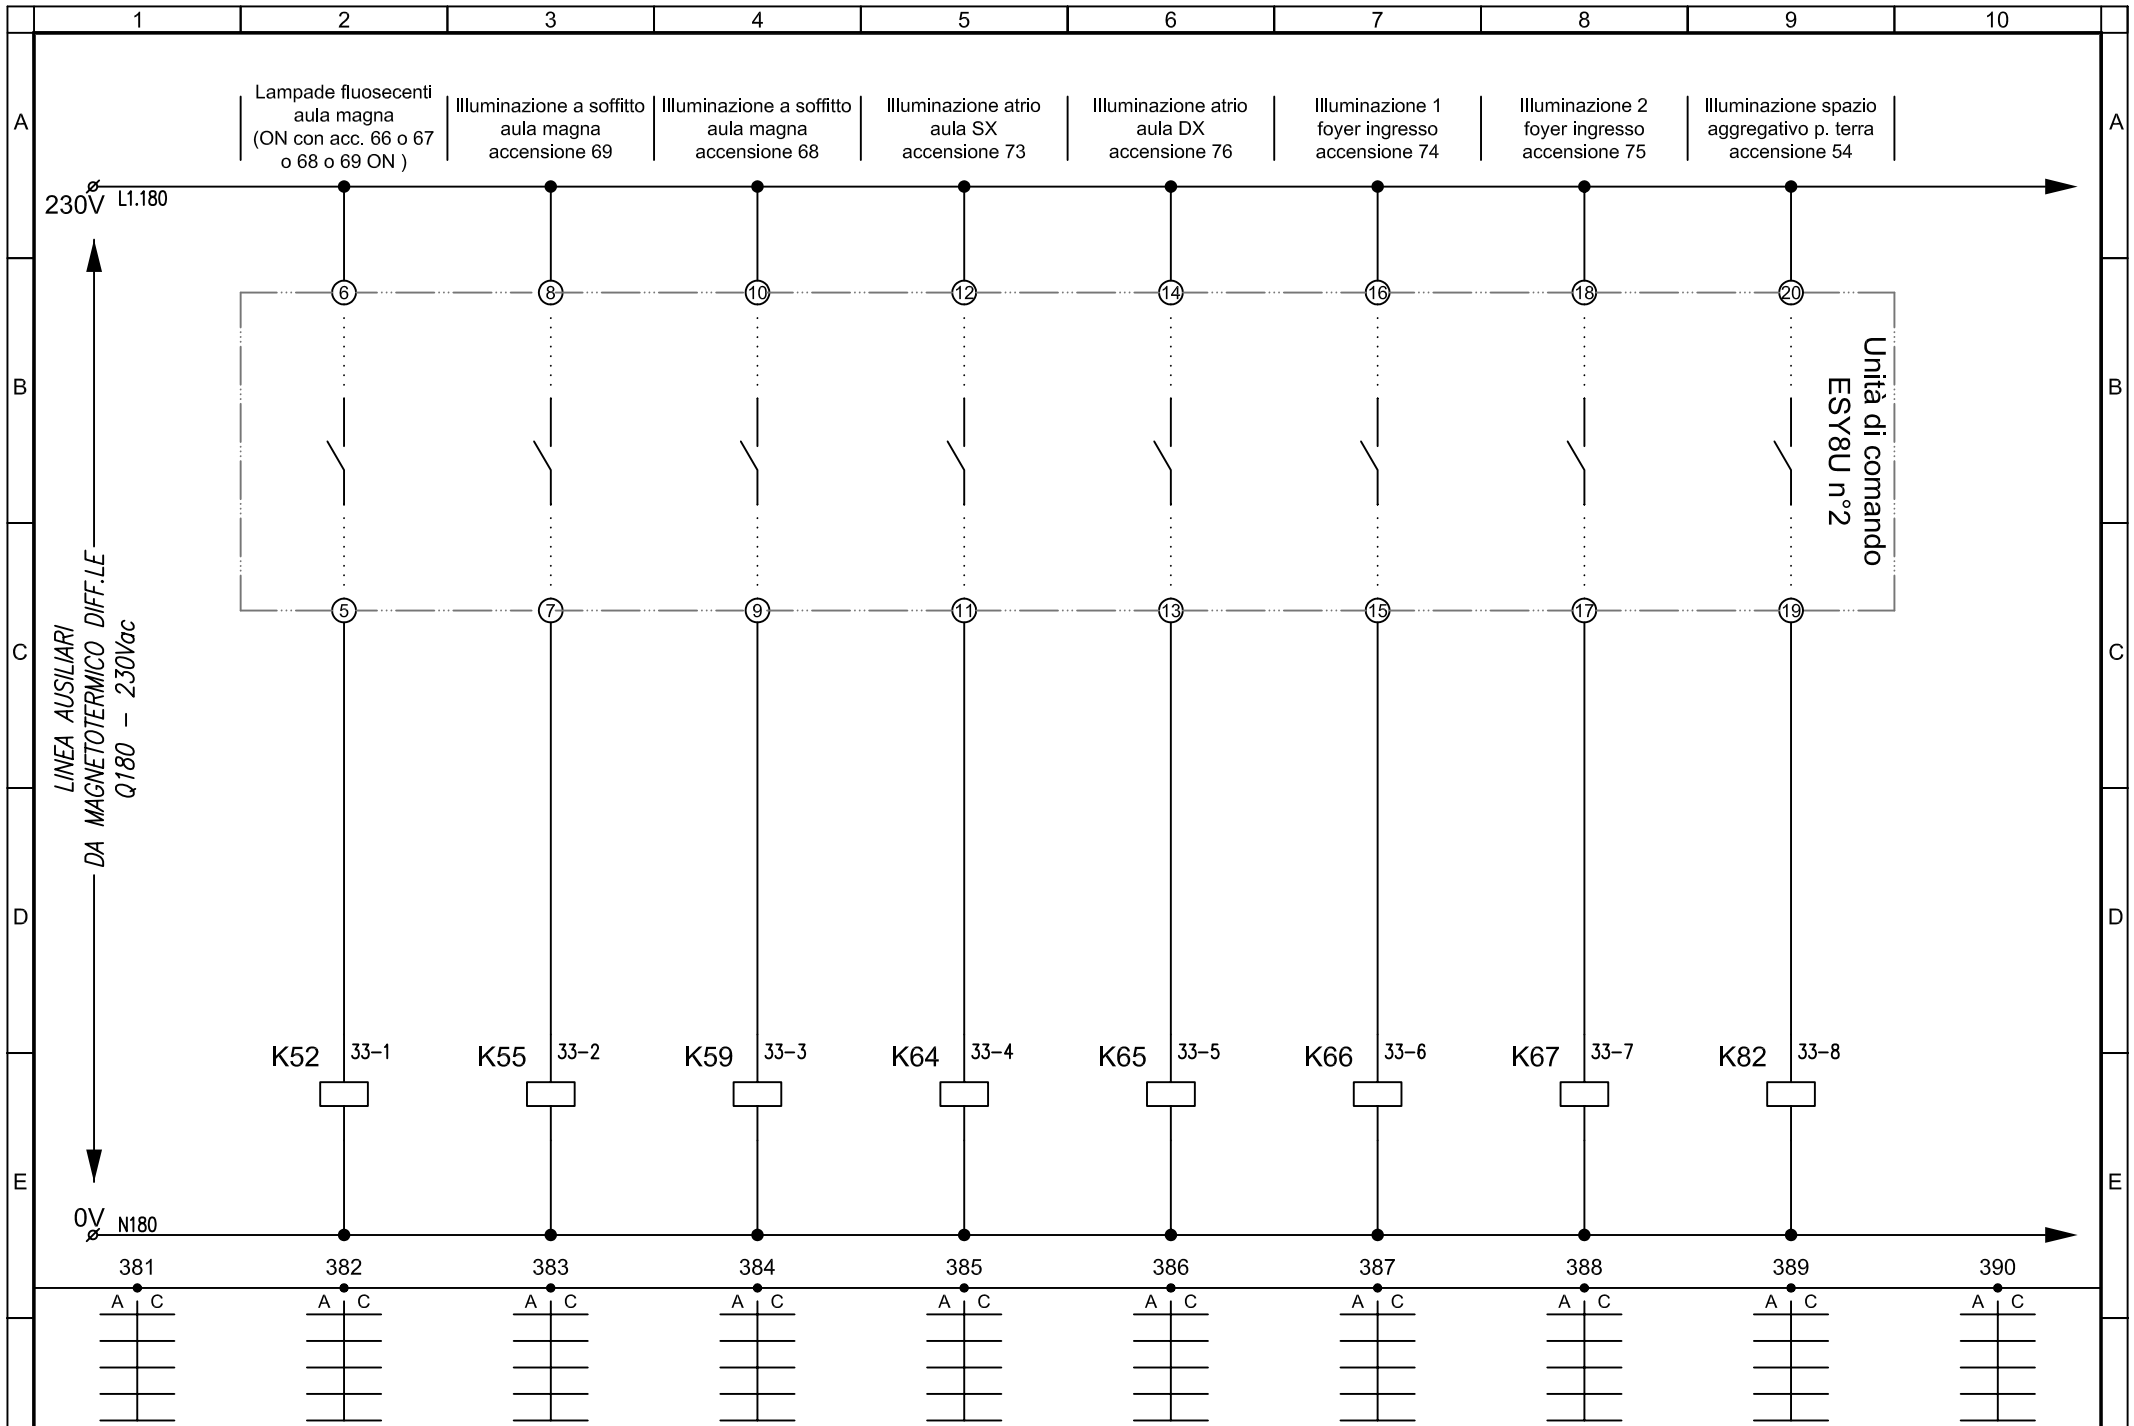 1 2 3 4 5 6 7 8 9 10
A A
Lampade fluosecenti
aula magna
(ON con acc. 66 o 67
o 68 o 69 ON )
Illuminazione a soffitto
aula magna
accensione 69
Illuminazione a soffitto
aula magna
accensione 68
Illuminazione atrio
aula SX
accensione 73
Illuminazione atrio
aula DX
accensione 76
Illuminazione 1
foyer ingresso
accensione 74
Illuminazione 2
foyer ingresso
accensione 75
Illuminazione spazio
aggregativo p. terra
accensione 54
230V L1.180
6 8 10 12 14 16 18 20
B B
Unità di comando
ESY8U n°2
5 7 9 11 13 15 17 19
C C
LINEA AUSILIARI
DA MAGNETOTERMICO DIFF.LE
Q180 - 230Vac
D D
K52 33-1 K55 33-2 K59 33-3 K64 33-4 K65 33-5 K66 33-6 K67 33-7 K82 33-8
E E
0V N180
381 382 383 384 385 386 387 388 389 390
A C A C A C A C A C A C A C A C A C A C